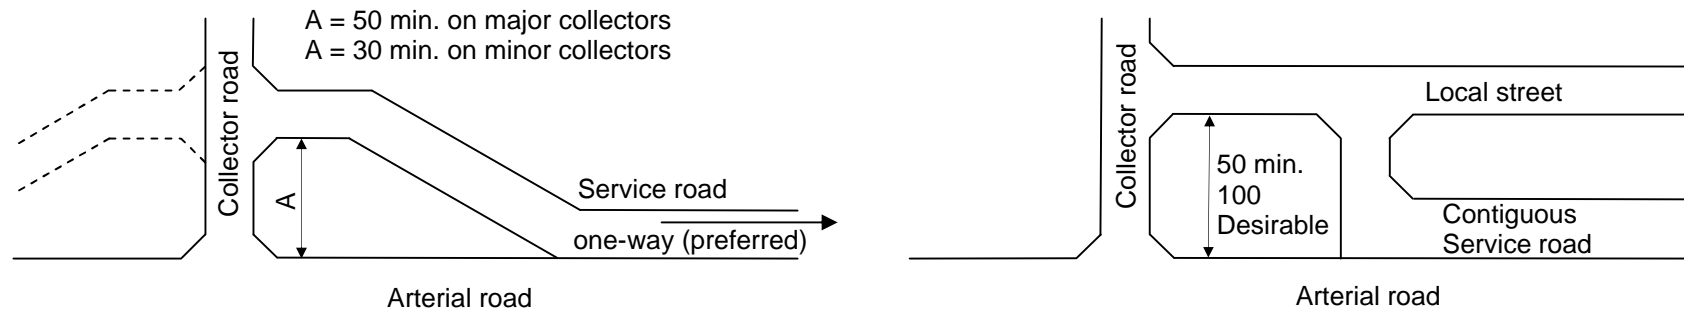 A = 50 min. on major collectors
A = 30 min. on minor collectors
Collector road
A
Service road
one-way (preferred)
Arterial road
Collector road
Local street
50 min.
100
Desirable
Contiguous
Service road
Arterial road